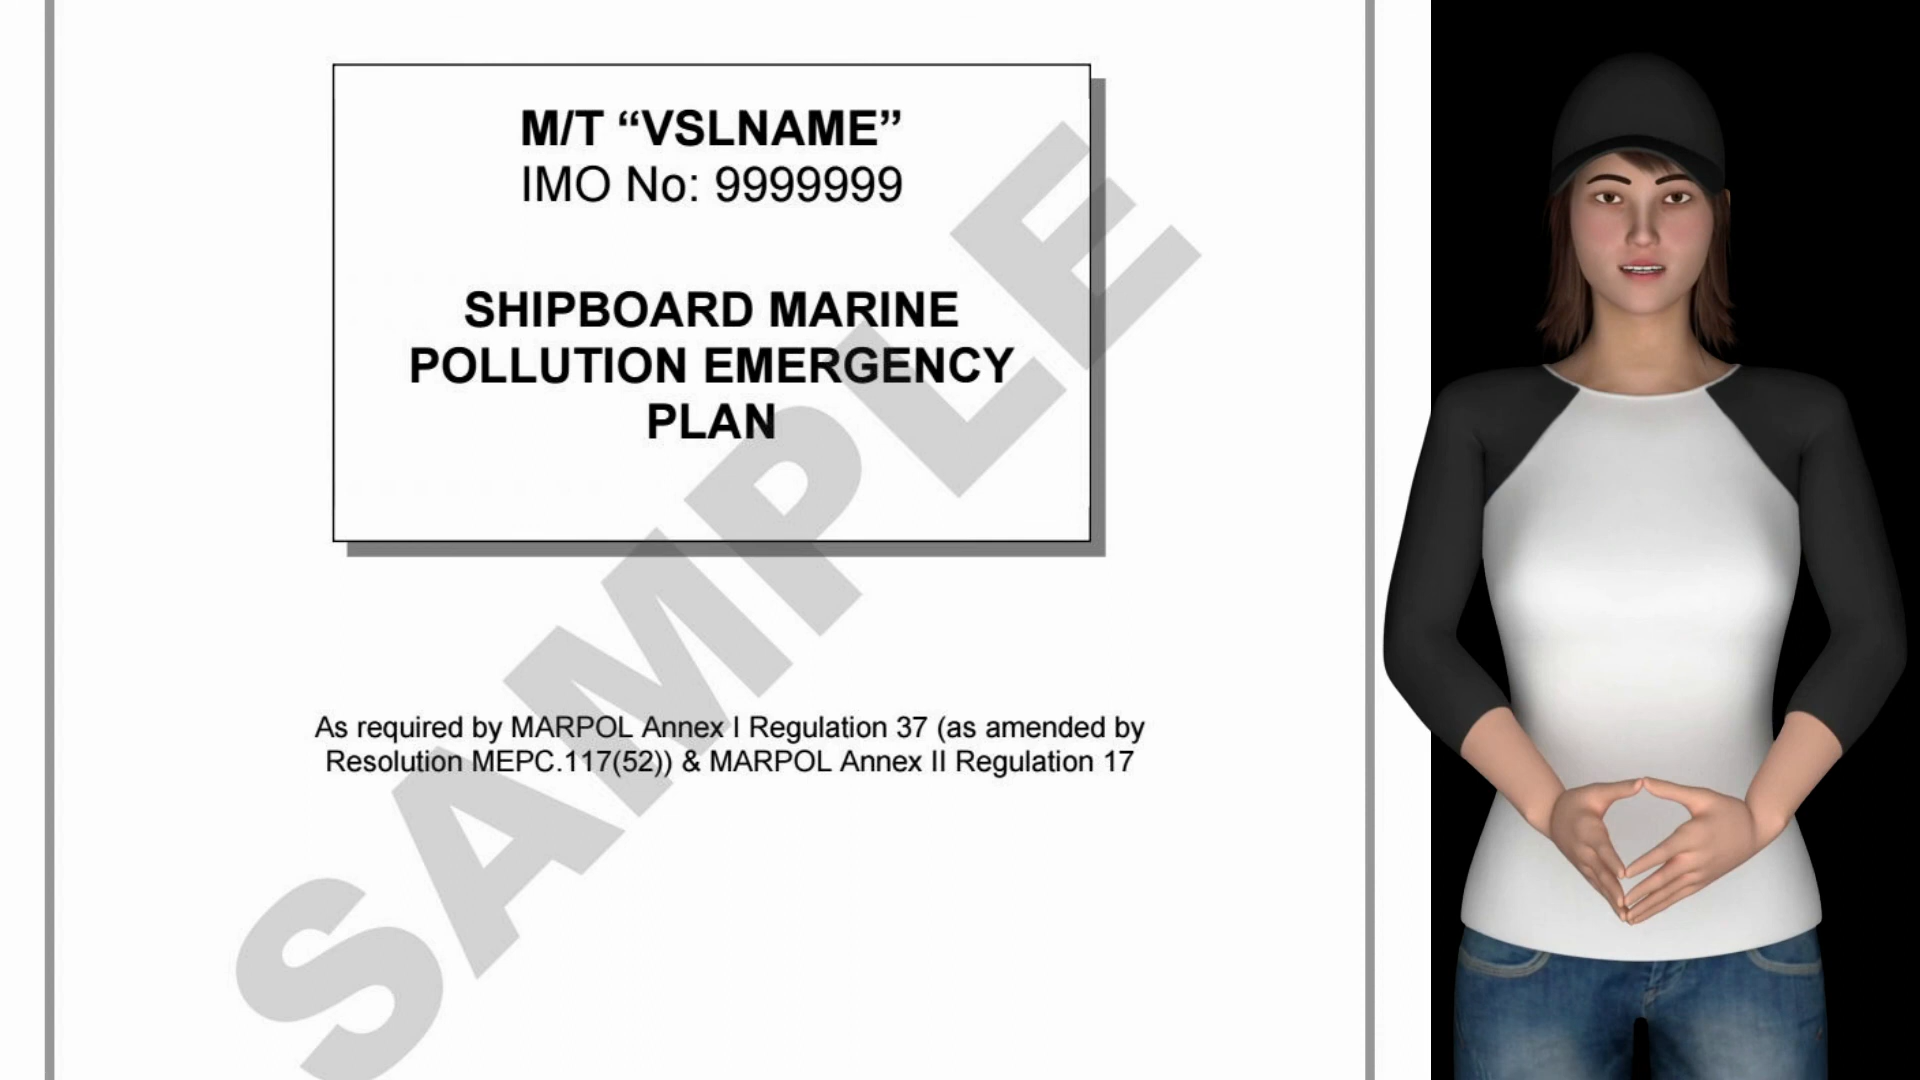 M/T “VSLNAME”
IMO No: 9999999
SHIPBOARD MARINE
POLLUTION EMERGENCY
PLAN
As required by MARPOL Annex I Regulation 37 (as amended by
Resolution MEPC.117(52)) & MARPOL Annex II Regulation 17
SAMPLE